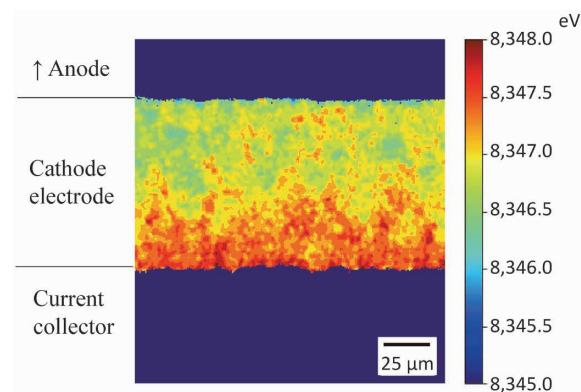 eV
↑ Anode
Cathode
electrode
Current
collector
8,348.0
8,347.5
8,347.0
8,346.5
8,346.0
8,345.5
8,345.0
25 μm